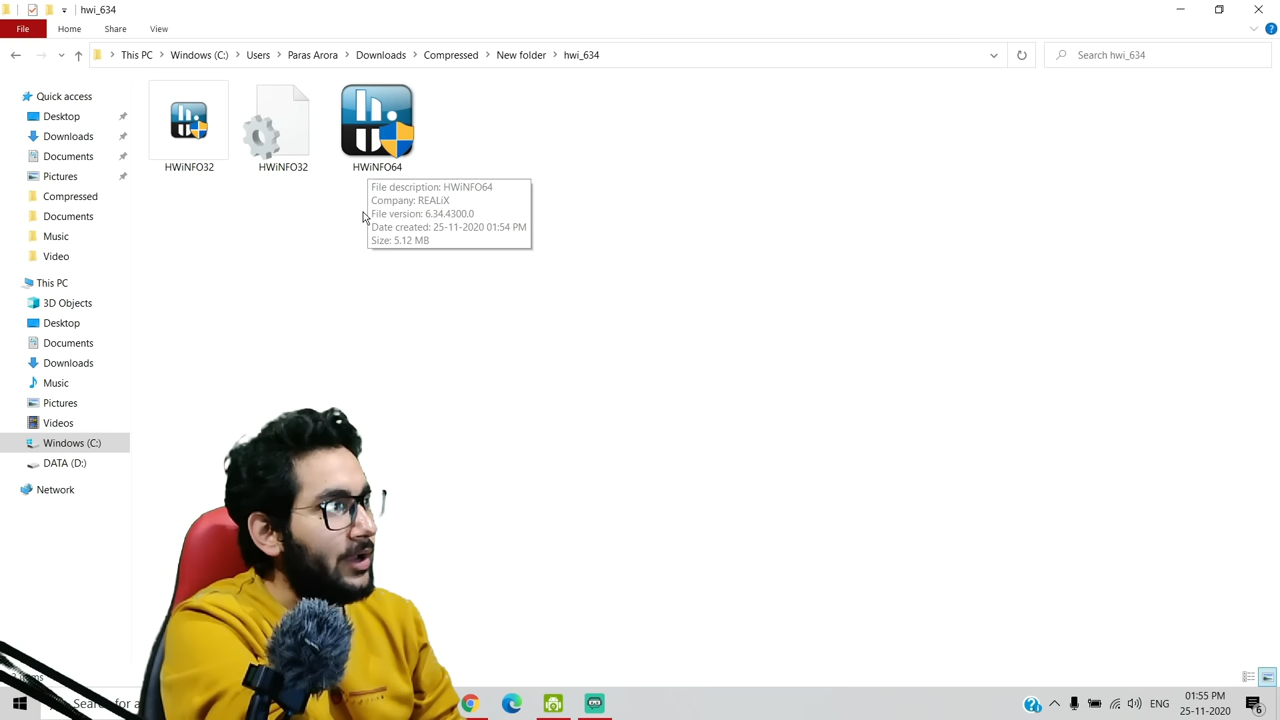 hwi_634
File
Home
Share
View
This PC
Windows (C:)
Users
Paras Arora
Downloads
Compressed
New folder
hwi_634
Search hwi_634
Quick access
Desktop
Downloads
Documents
Pictures
Compressed
Documents
Music
Video
This PC
3D Objects
Desktop
Documents
Downloads
Music
Pictures
Videos
Windows (C:)
DATA (D:)
Network
HWiNFO32
HWiNFO32
HWiNFO64
File description: HWiNFO64
Company: REALiX
File version: 6.34.4300.0
Date created: 25-11-2020 01:54 PM
Size: 5.12 MB
Search for a
ENG
01:55 PM
25-11-2020
6